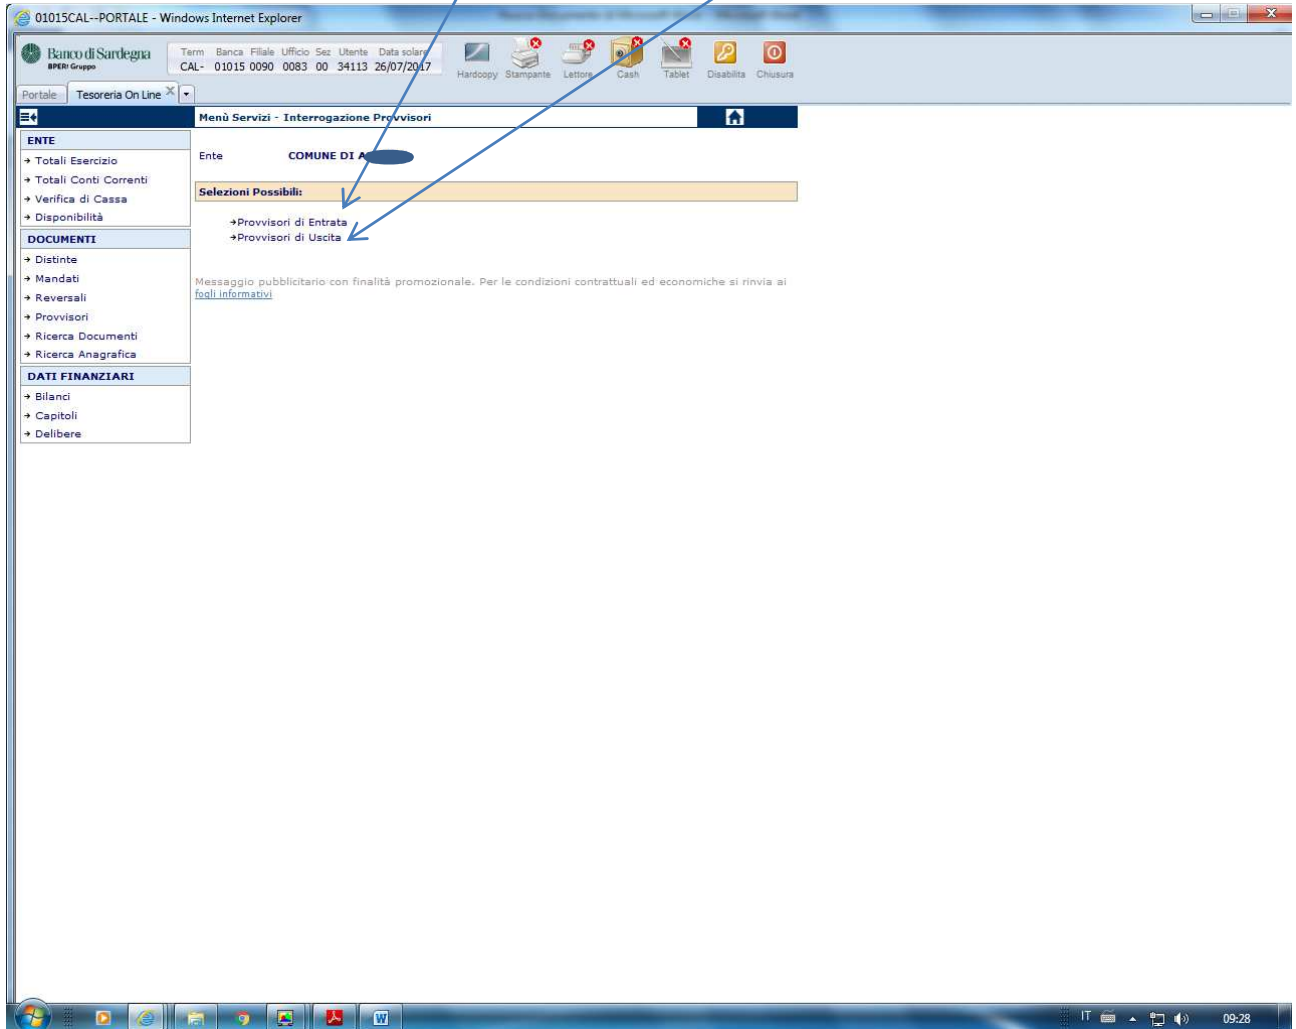 01015CAL--PORTALE - Windows Internet Explorer
Banco di Sardegna
BPER: Gruppo
Term Banca Filiale Ufficio Sez Utente Data solare
CAL- 01015 0090 0083 00 34113 26/07/2017
Hardcopy Stampante Lettore Cash Tablet Disabilita Chiusura
Portale Tesoreria On Line
Menù Servizi - Interrogazione Provvisori
ENTE
→ Totali Esercizio
→ Totali Conti Correnti
→ Verifica di Cassa
→ Disponibilità
DOCUMENTI
→ Distinte
→ Mandati
→ Reversali
→ Provvisori
→ Ricerca Documenti
→ Ricerca Anagrafica
DATI FINANZIARI
→ Bilanci
→ Capitoli
→ Delibere
Ente COMUNE DI A
Selezioni Possibili:
→Provvisori di Entrata
→Provvisori di Uscita
Messaggio pubblicitario con finalità promozionale. Per le condizioni contrattuali ed economiche si rinvia ai
fogli informativi
IT 09:28